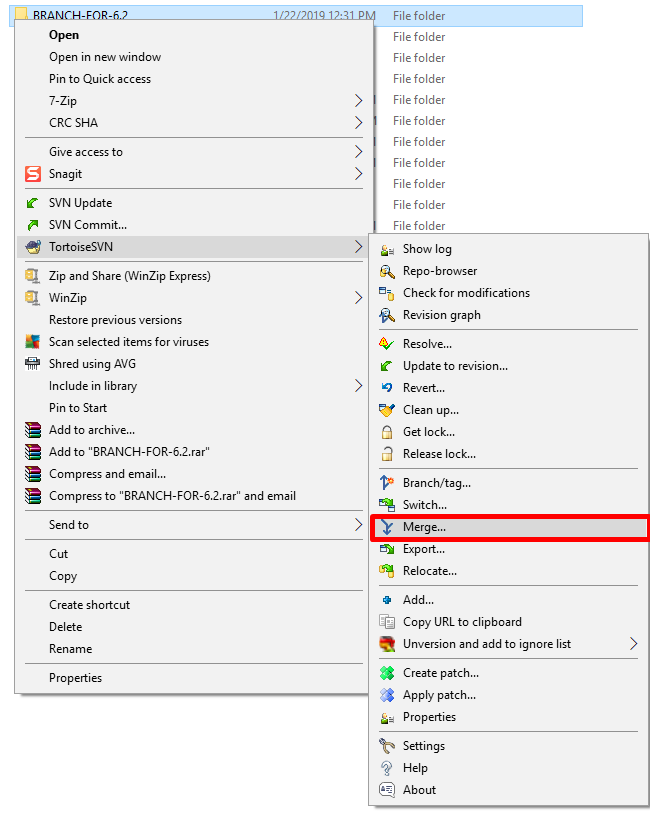 BRANCH-FOR-6.2 1/22/2019 12:31 PM File folder
File folder
File folder
File folder
File folder
File folder
File folder
File folder
File folder
File folder
File folder
Open
Open in new window
Pin to Quick access
7-Zip
CRC SHA
Give access to
Snagit
SVN Update
SVN Commit...
TortoiseSVN
Zip and Share (WinZip Express)
WinZip
Restore previous versions
Scan selected items for viruses
Shred using AVG
Include in library
Pin to Start
Add to archive...
Add to "BRANCH-FOR-6.2.rar"
Compress and email...
Compress to "BRANCH-FOR-6.2.rar" and email
Send to
Cut
Copy
Create shortcut
Delete
Rename
Properties
Show log
Repo-browser
Check for modifications
Revision graph
Resolve...
Update to revision...
Revert...
Clean up...
Get lock...
Release lock...
Branch/tag...
Switch...
Merge...
Export...
Relocate...
Add...
Copy URL to clipboard
Unversion and add to ignore list
Create patch...
Apply patch...
Properties
Settings
Help
About